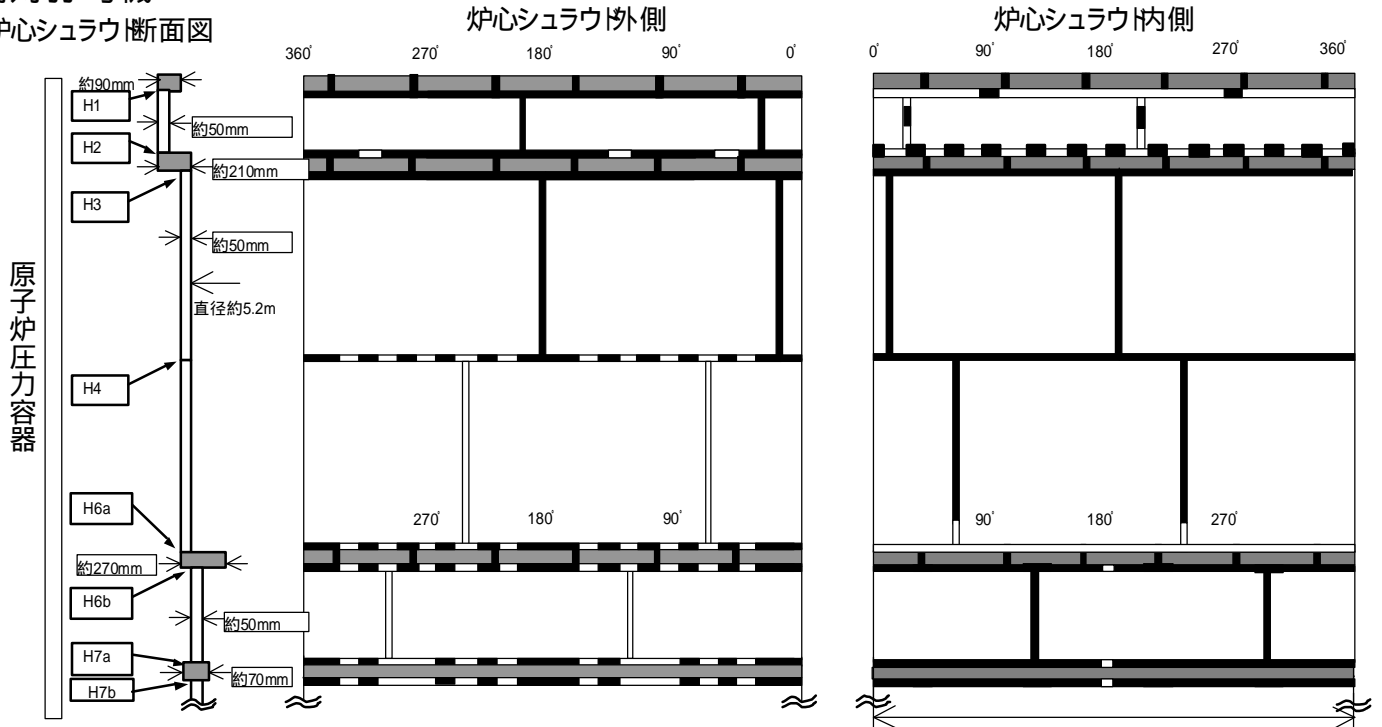 炉心シュラウド断面図
炉心シュラウド外側
炉心シュラウド内側
360°
270°
180°
90°
0°
0°
90°
180°
270°
360°
約90mm
H1
約50mm
H2
約210mm
H3
約50mm
直径約5.2m
原子炉圧力容器
H4
H6a
270°
180°
90°
90°
180°
270°
約270mm
H6b
約50mm
H7a
約70mm
H7b